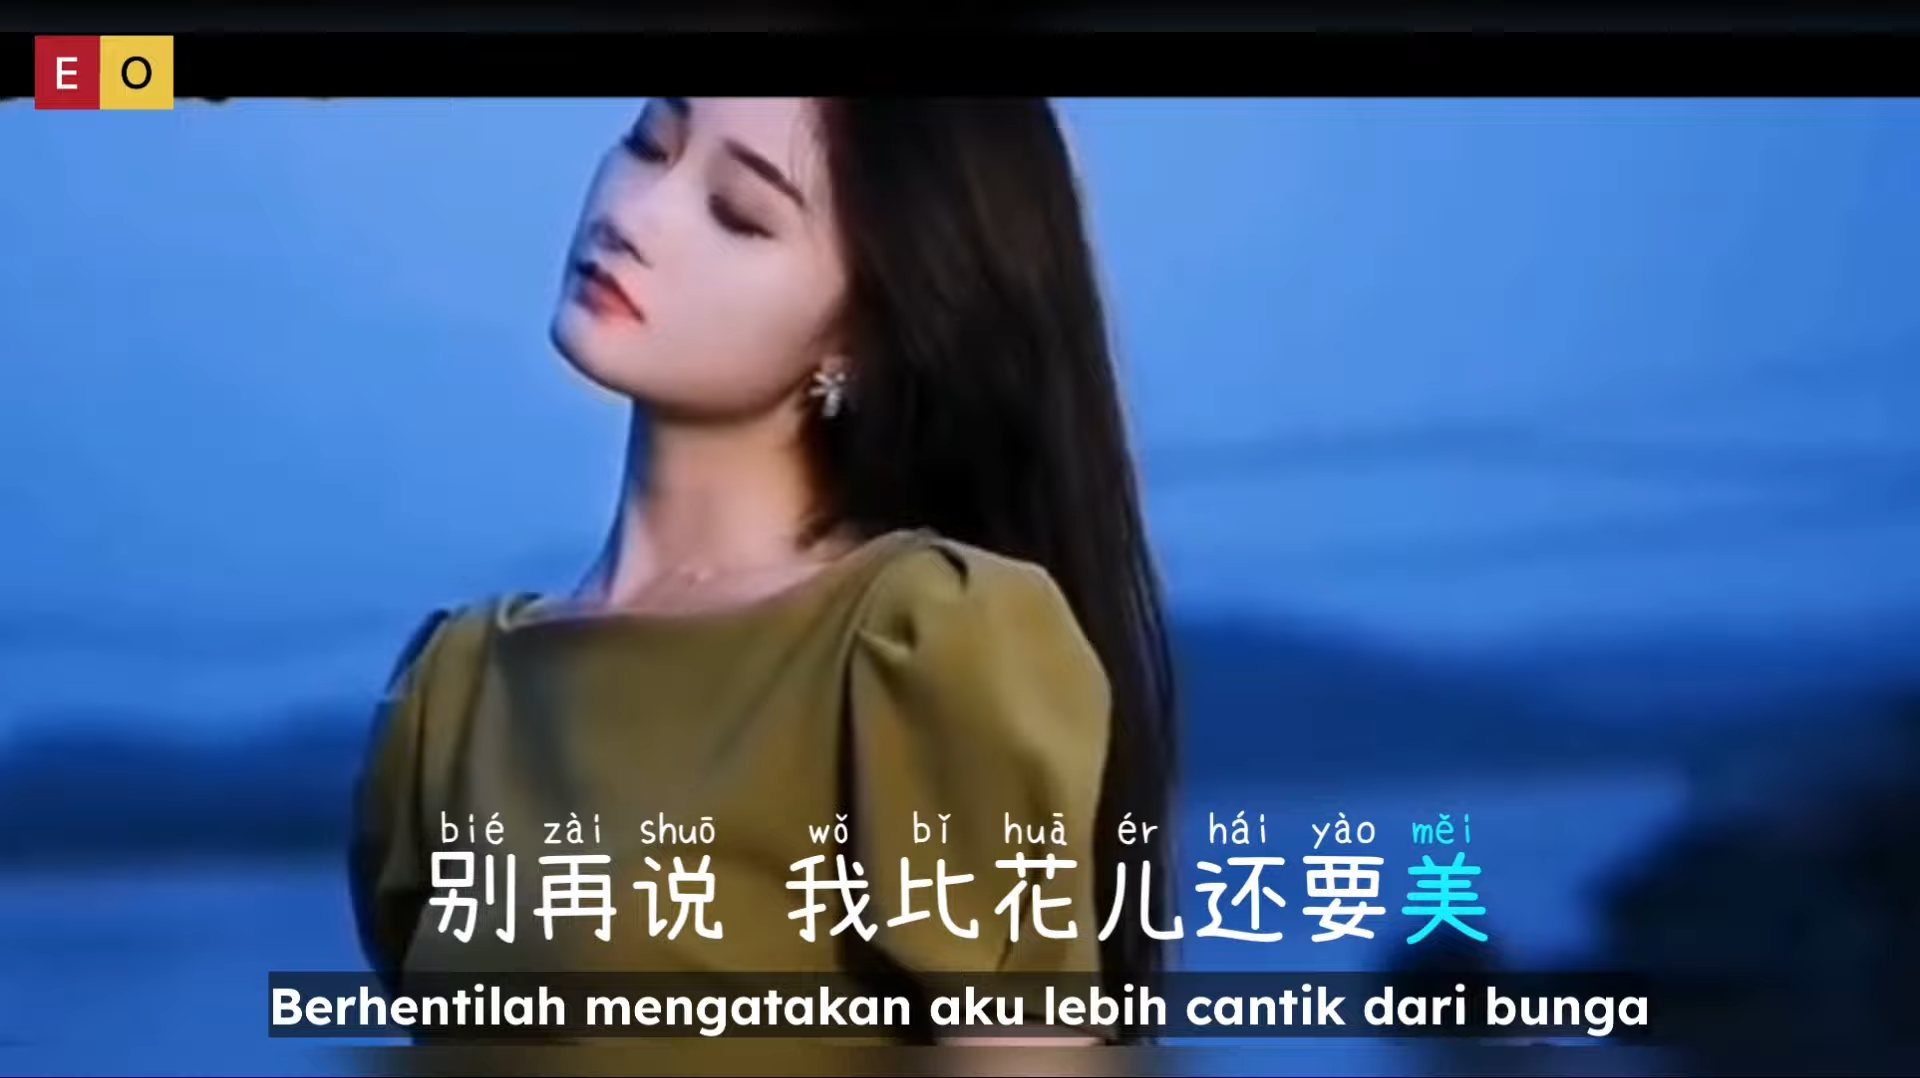 E O
bié zài shuō wǒ bǐ huā ér hái yào měi
别再说 我比花儿还要美
Berhentilah mengatakan aku lebih cantik dari bunga